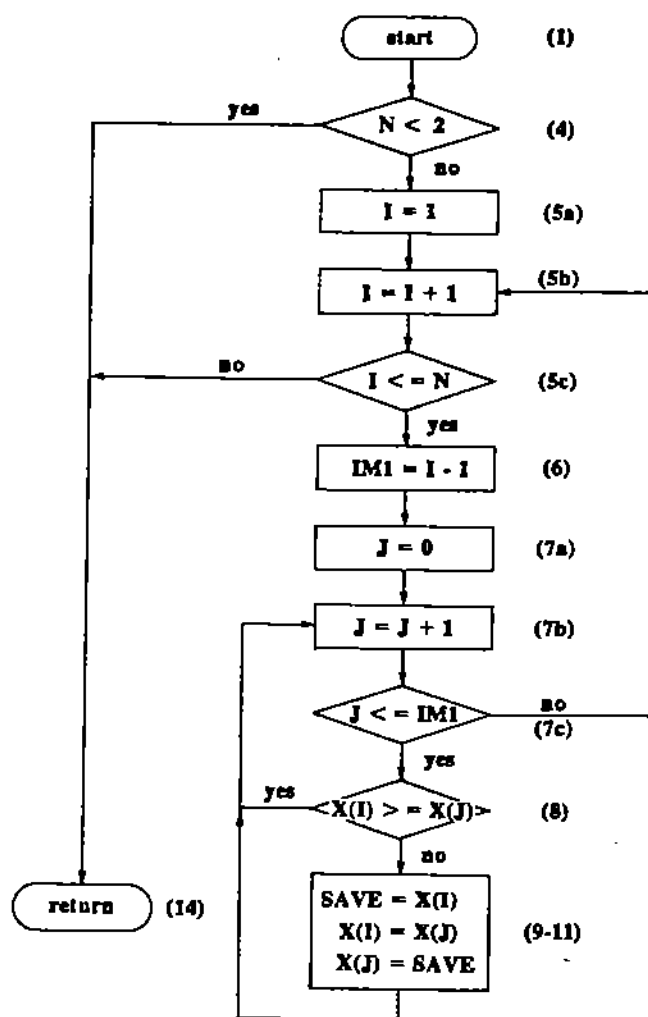 start (1)
yes
N < 2 (4)
no
I = 1 (5a)
I = I + 1 (5b)
no
I < = N (5c)
yes
IM1 = I - 1 (6)
J = 0 (7a)
J = J + 1 (7b)
J < = IM1 no
(7c)
yes
yes
<X(I) > = X(J)> (8)
no
return (14)
SAVE = X(I)
X(I) = X(J) (9-11)
X(J) = SAVE